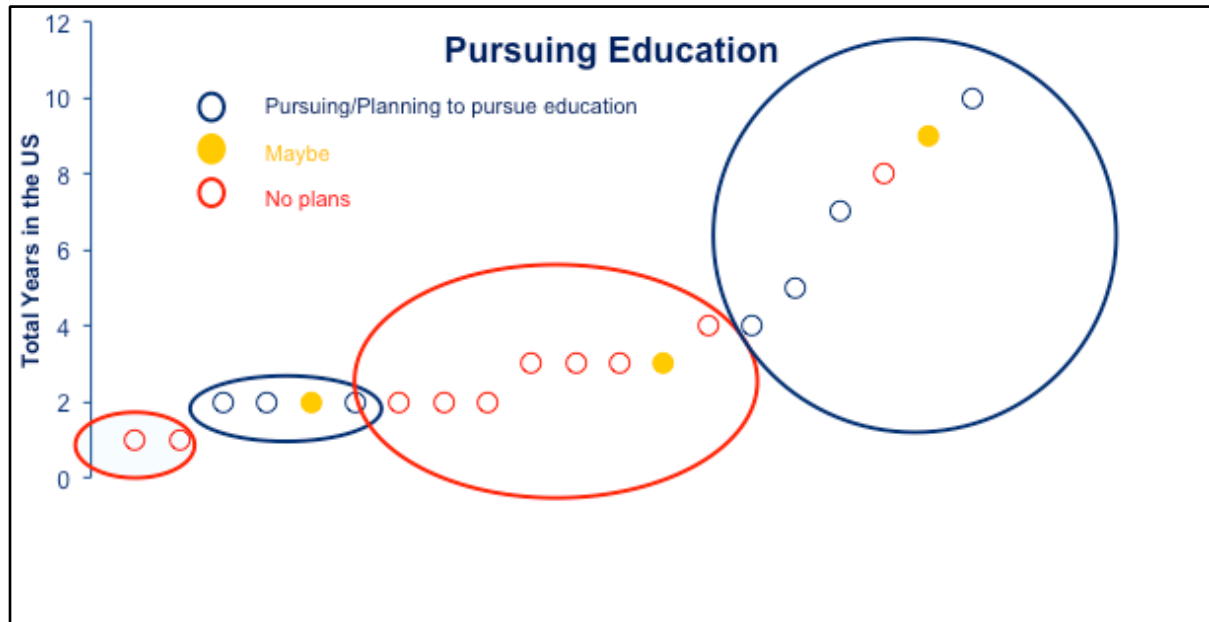 Pursuing Education
Pursuing/Planning to pursue education
Maybe
No plans
Total Years in the US
12
10
8
6
4
2
0